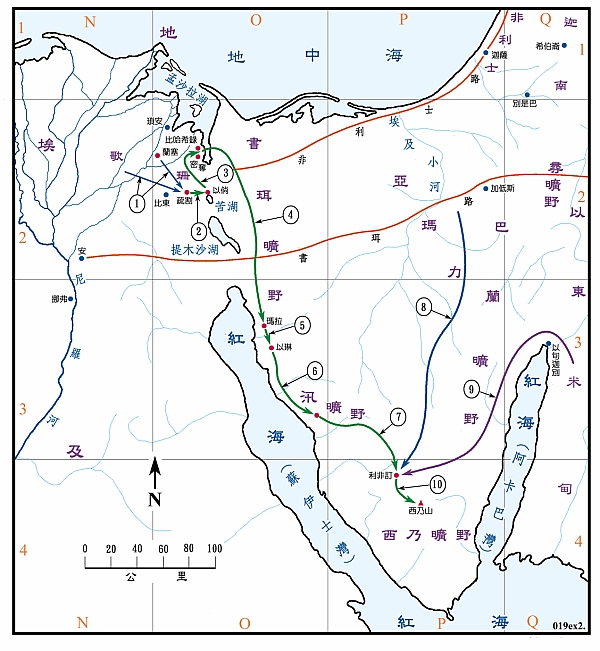 N
O
P
Q
1
1
地中海
地
非利士
迦南
希伯崙
迦薩
別是巴
路
士
利
非
孟沙拉湖
瑣安
比哈希錄
蘭塞
密奪
歌珊
疏割
以倘
比東
苦湖
提木沙湖
埃及
書珥曠野
埃及小河
亞瑪力
巴蘭曠野
尋曠野
加低斯
路
珥
書
以東
米甸
2
2
安
尼羅河
挪弗
瑪拉
以琳
汛曠野
紅海
(蘇伊士灣)
以旬迦別
紅海
(阿卡巴灣)
利非訂
西乃山
西乃曠野
1
2
3
4
5
6
7
8
9
10
3
3
4
4
N
0 20 40 60 80 100
公里
紅海
N
O
P
Q
019ex2.